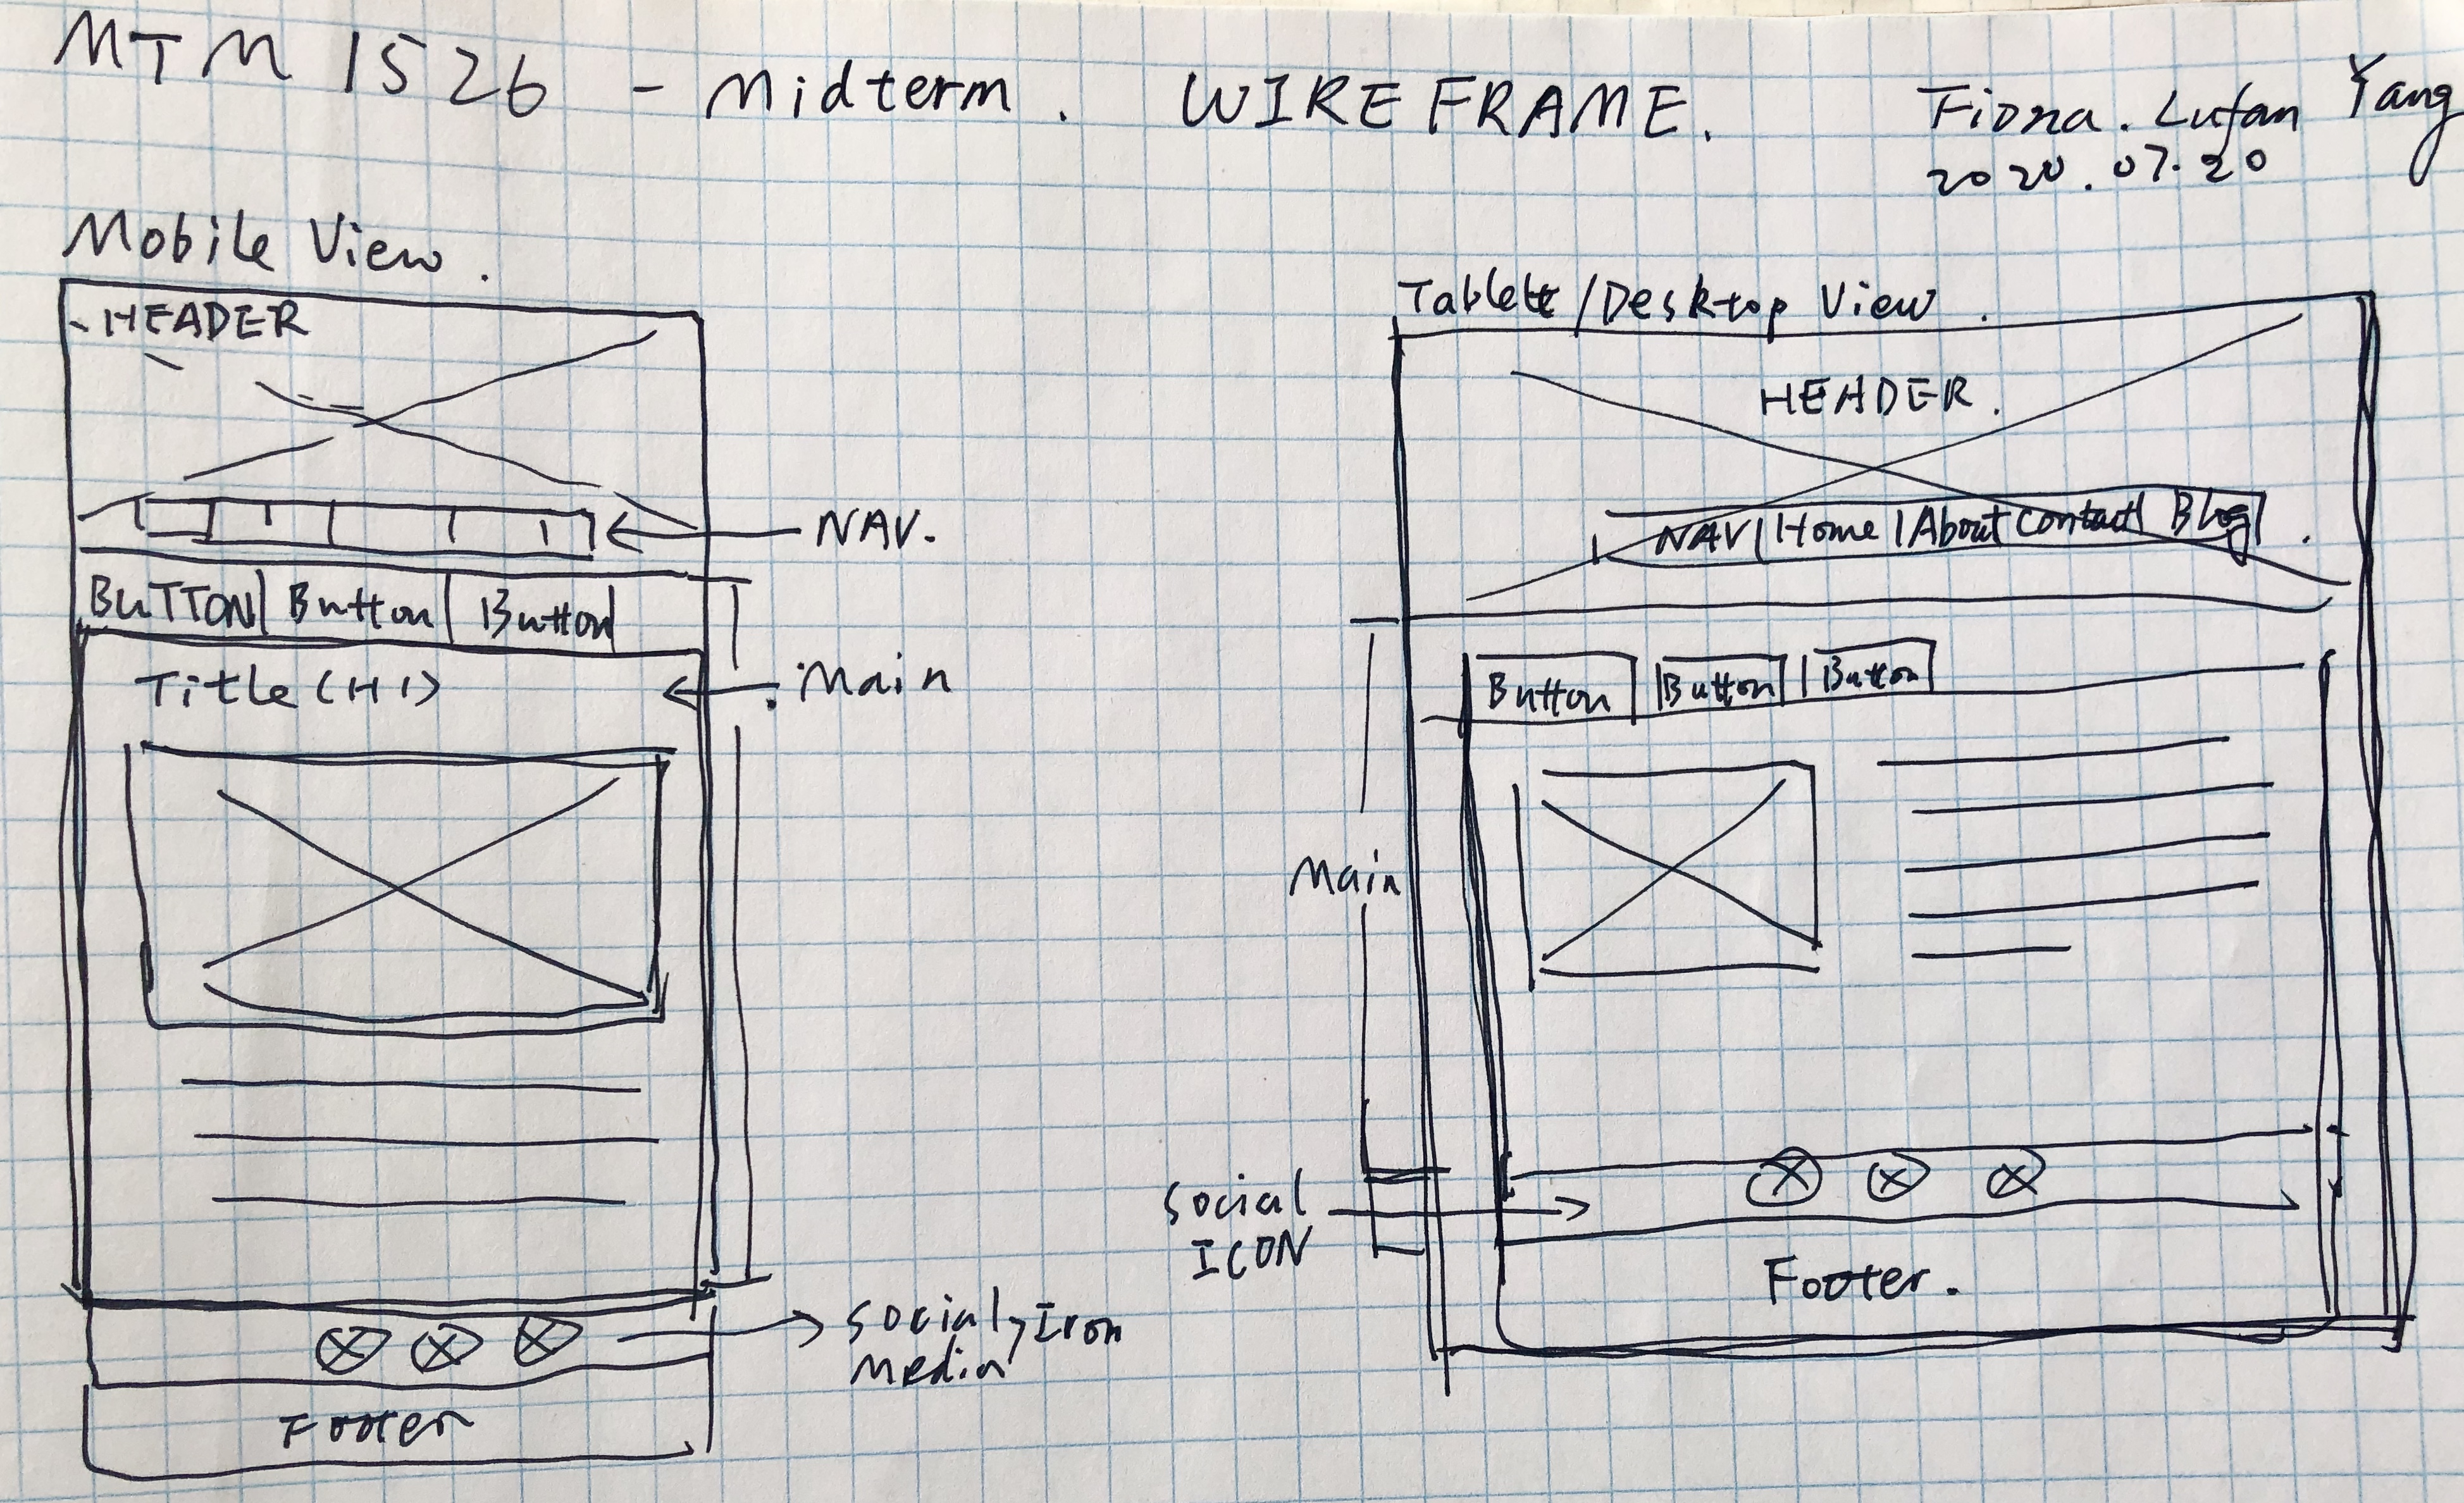 MTM 1526 - Midterm. WIREFRAME.
Fiona. Lufan Yang
2020.07.20
Mobile View.
HEADER
NAV.
BUTTON| Button | Button|
Title (H1)
Main
Social
Media
Iron
Footer
Tablete/Desktop View.
HEADER.
NAV|Home|About contact| Blog|.
Button Button Button
Main
Social
ICON
Footer.